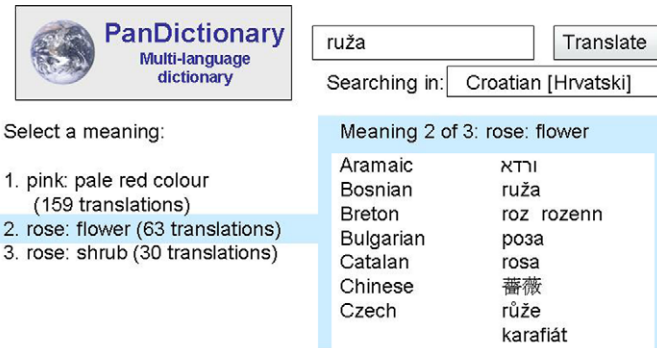 PanDictionary
Multi-language
dictionary
ruža
Translate
Searching in:
Croatian [Hrvatski]
Select a meaning:
1. pink: pale red colour
(159 translations)
2. rose: flower (63 translations)
3. rose: shrub (30 translations)
Meaning 2 of 3: rose: flower
Aramaic ורדא
Bosnian ruža
Breton roz rozenn
Bulgarian роза
Catalan rosa
Chinese 薔薇
Czech růže
karafiát